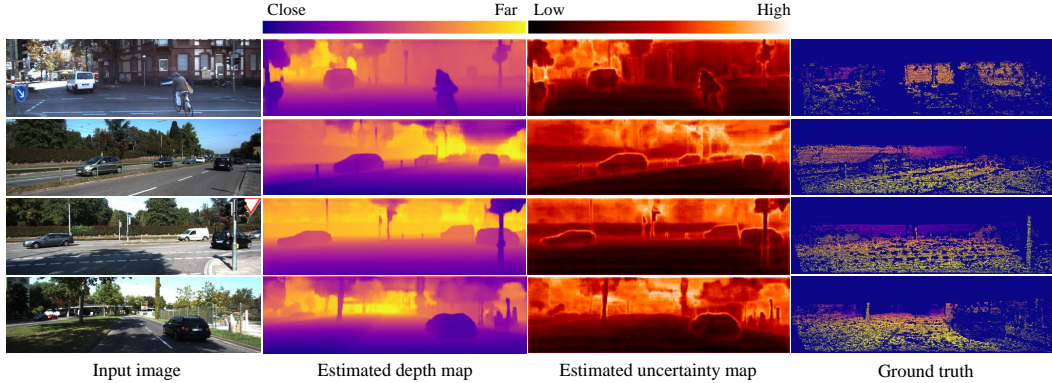 Close Far Low High
Input image Estimated depth map Estimated uncertainty map Ground truth